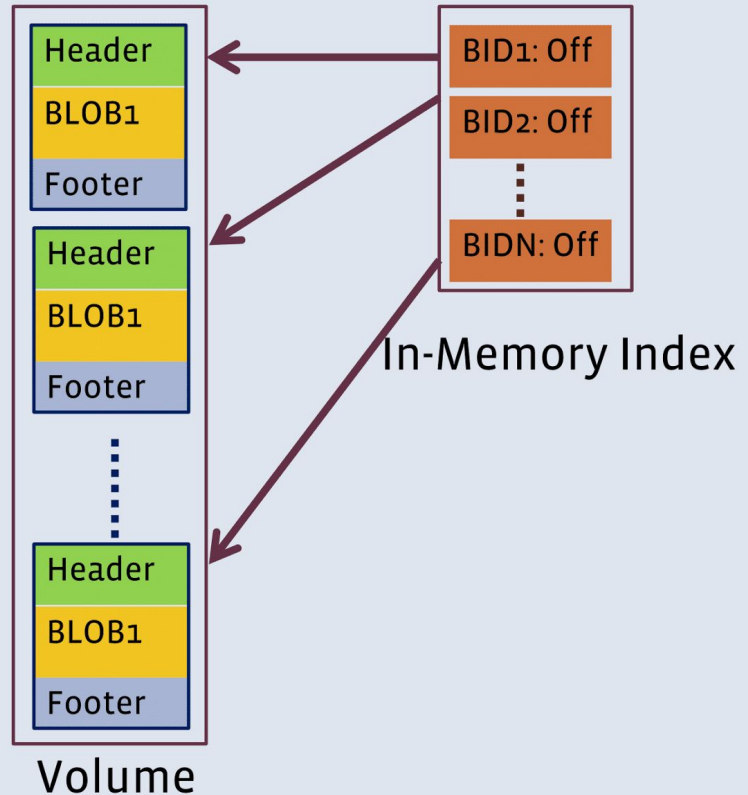 Header
BLOB1
Footer
Header
BLOB1
Footer
Header
BLOB1
Footer
Volume
BID1: Off
BID2: Off
BIDN: Off
In-Memory Index